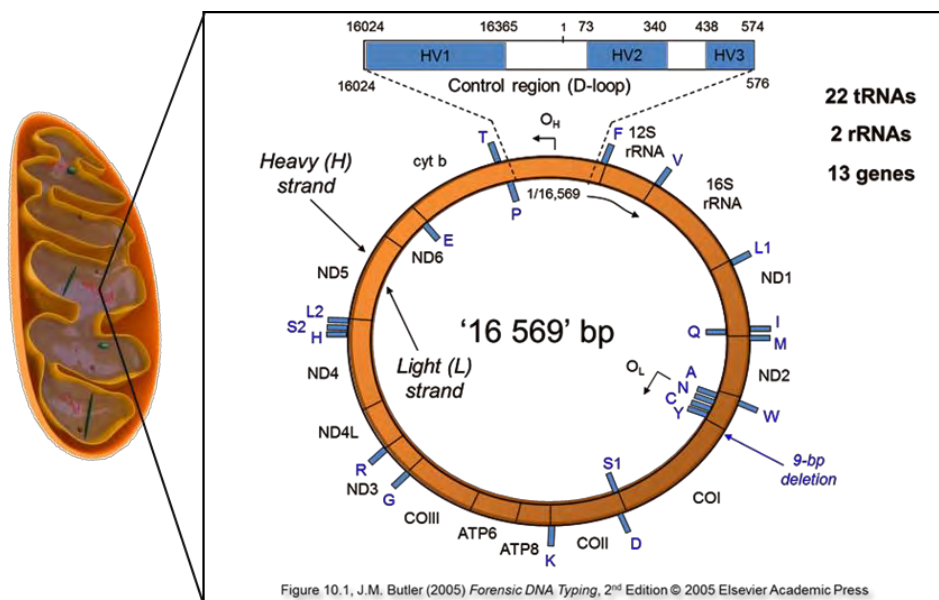 16024 16365 1 73 340 438 574
HV1 HV2 HV3
16024 Control region (D-loop) 576
22 tRNAs
2 rRNAs
13 genes
Heavy (H)
strand
cyt b
T
O_H
F
12S
rRNA
V
16S
rRNA
1/16,569
P
E
ND6
L1
ND1
ND5
L2
S2
H
'16 569' bp
Q
I
M
Light (L)
strand
ND4
O_L
A
N
C
Y
ND2
W
9-bp
deletion
ND4L
R
ND3
G
S1
COI
COIII
ATP6
ATP8
K
COII
D
Figure 10.1, J.M. Butler (2005) Forensic DNA Typing, 2nd Edition © 2005 Elsevier Academic Press